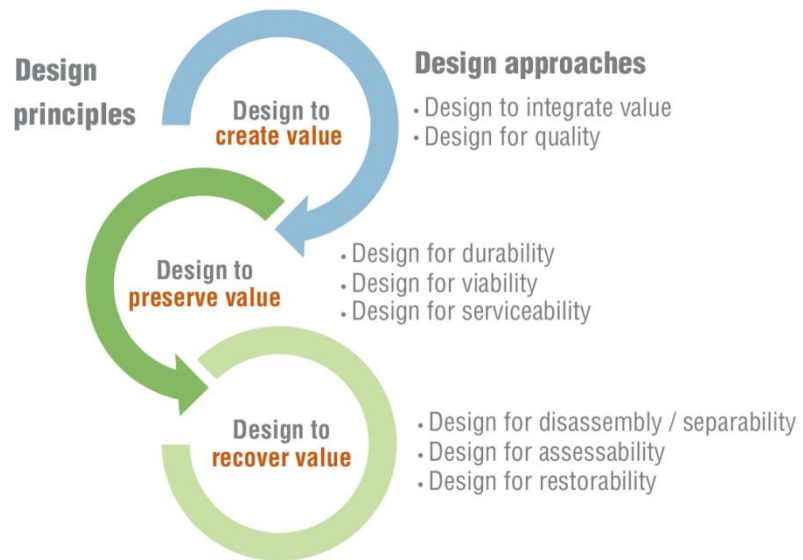 Design
principles
Design approaches
Design to
create value
• Design to integrate value
• Design for quality
Design to
preserve value
• Design for durability
• Design for viability
• Design for serviceability
Design to
recover value
• Design for disassembly / separability
• Design for assessability
• Design for restorability